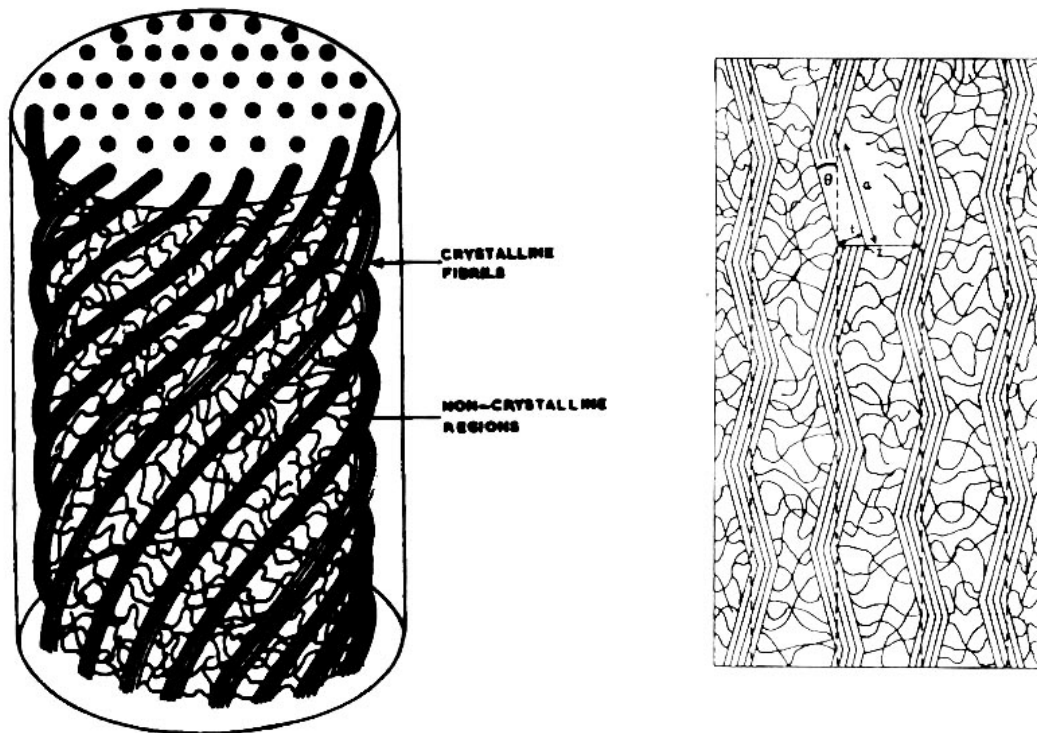 CRYSTALLINE
FIBRILS
NON-CRYSTALLINE
REGIONS
θ
a
t
z